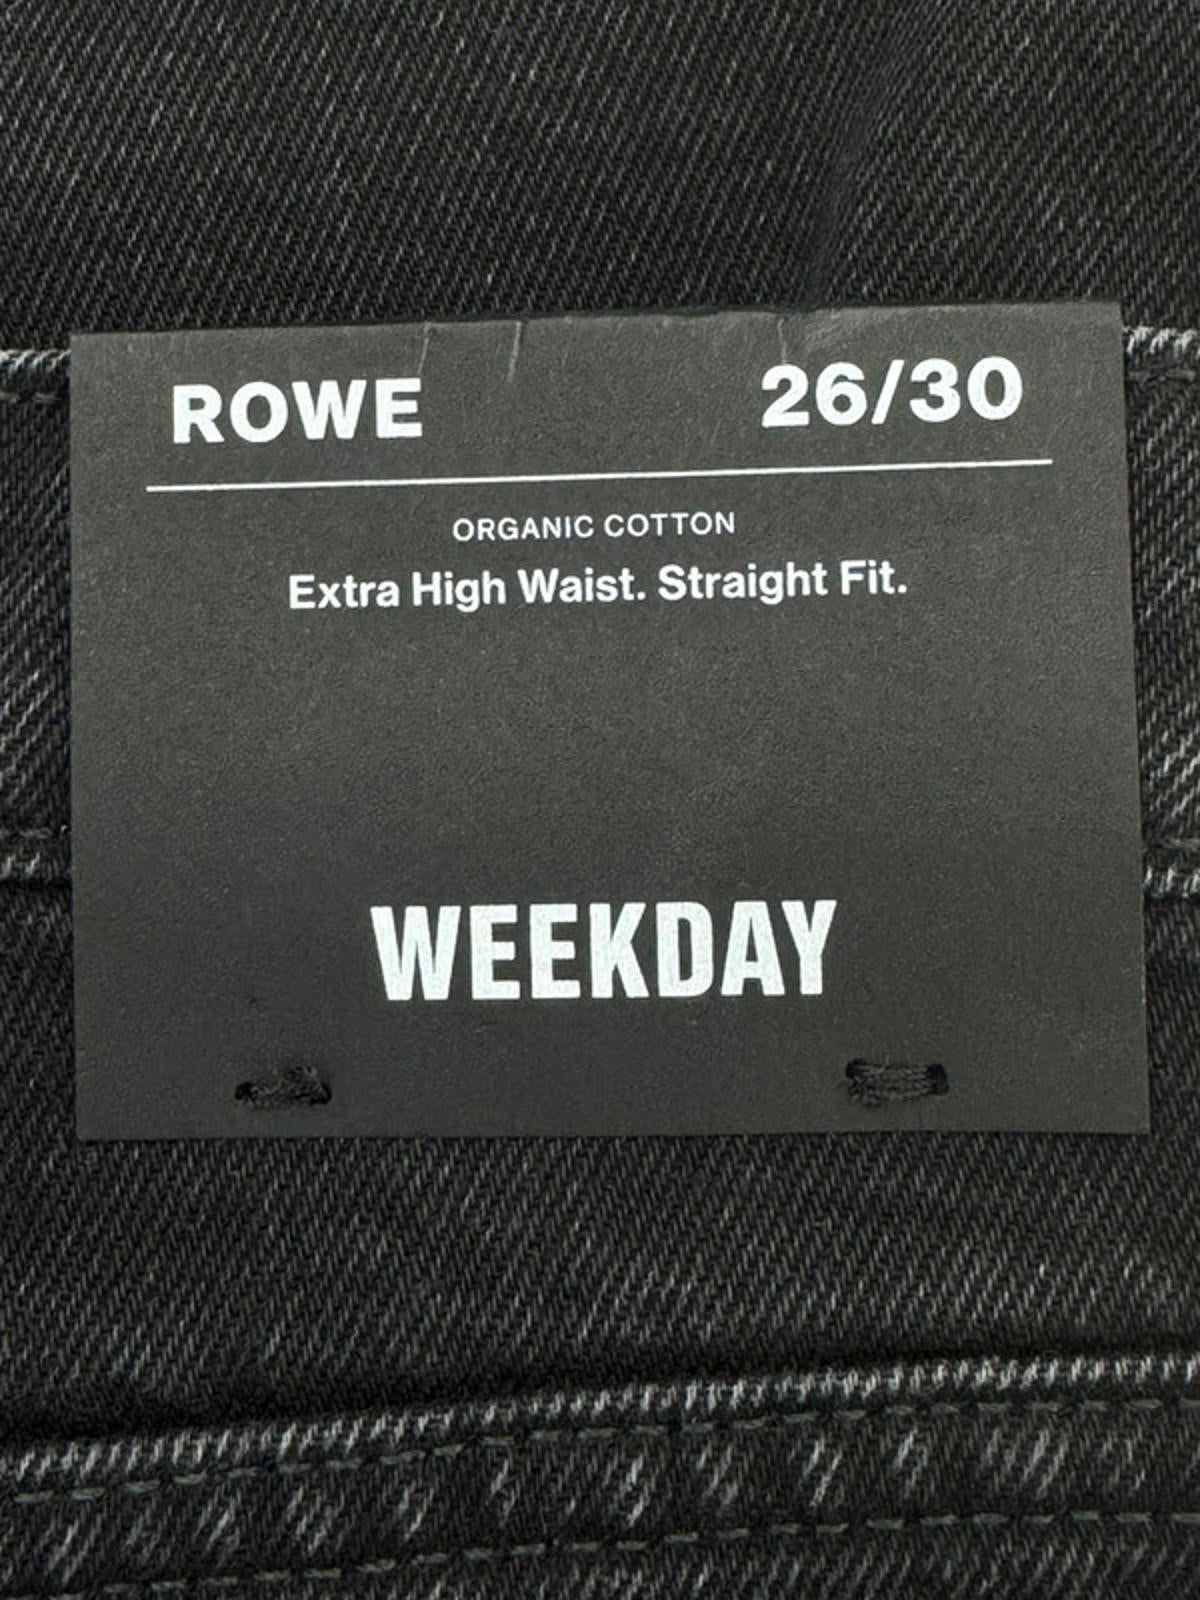 ROWE 26/30
ORGANIC COTTON
Extra High Waist. Straight Fit.
WEEKDAY